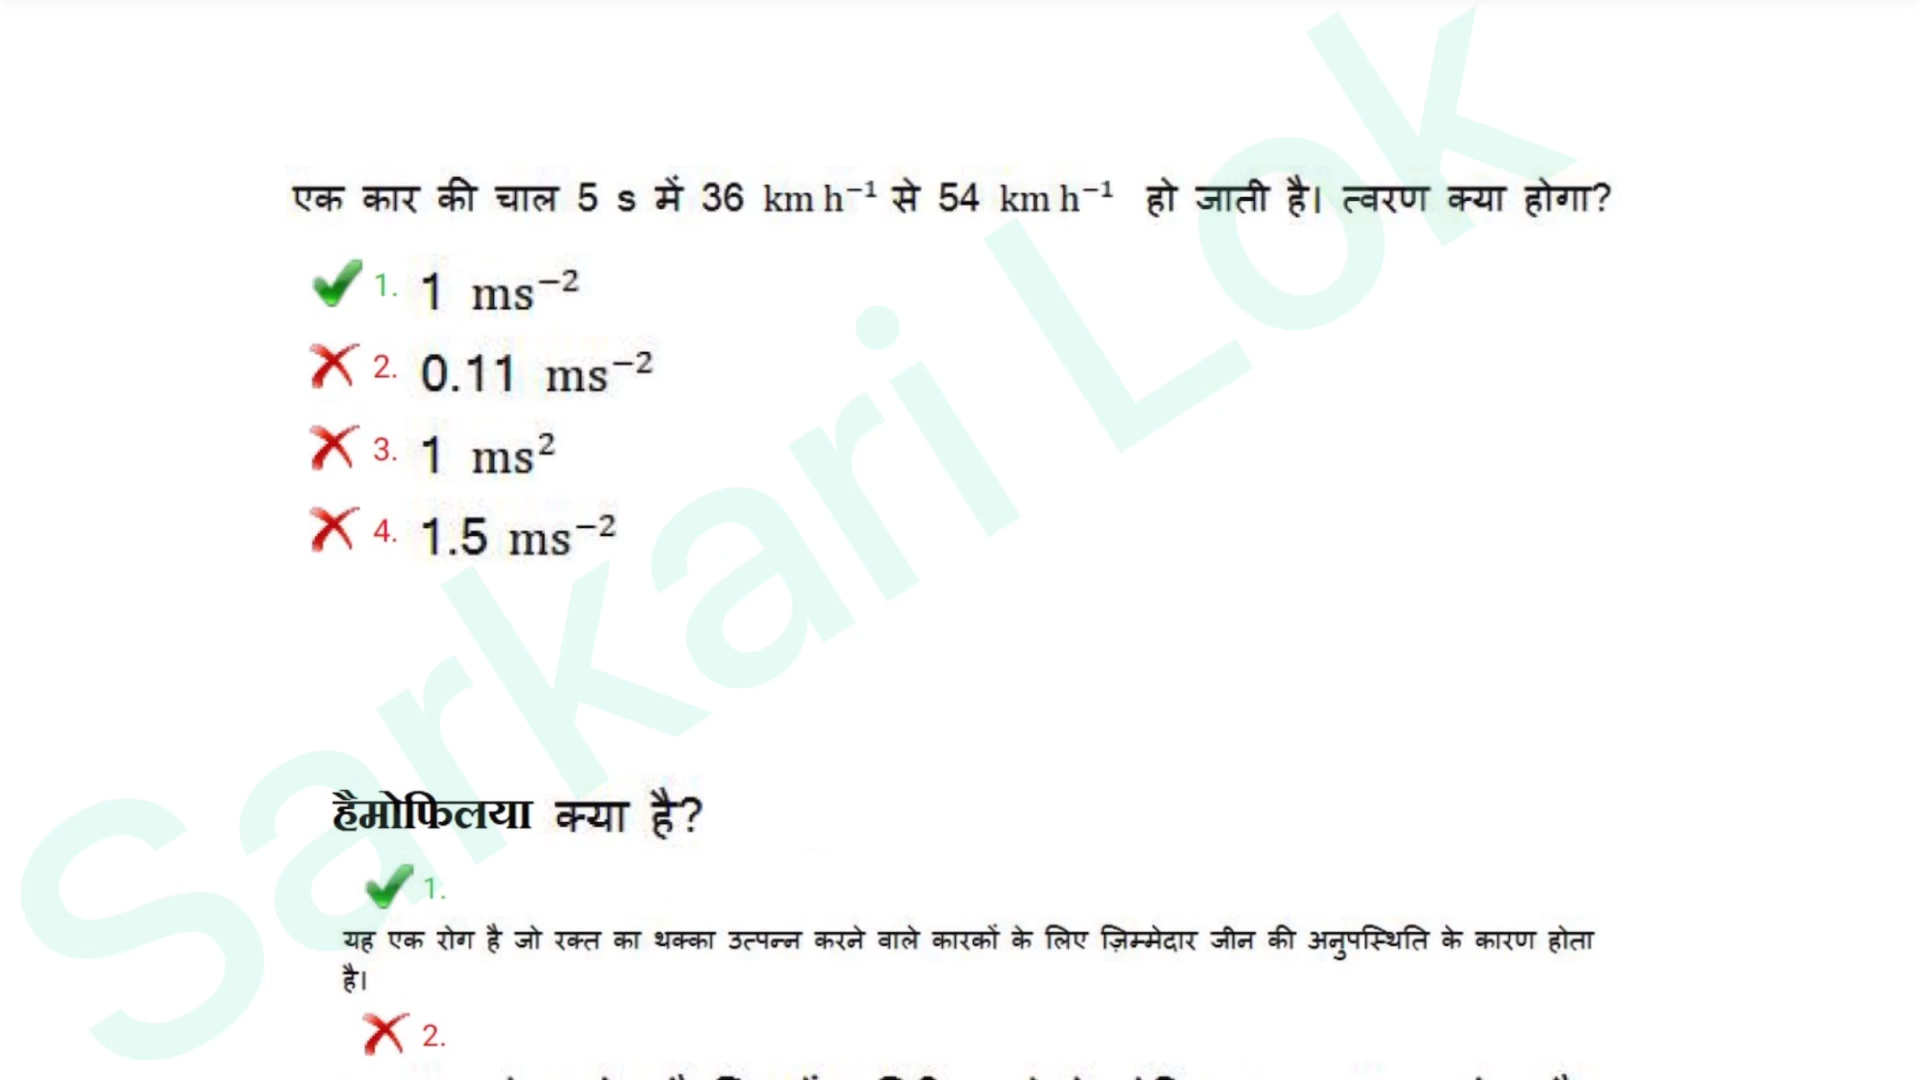 एक कार की चाल 5 s में 36 km h⁻¹ से 54 km h⁻¹ हो जाती है। त्वरण क्या होगा?
1. 1 ms⁻²
2. 0.11 ms⁻²
3. 1 ms²
4. 1.5 ms⁻²
हैमोफिलया क्या है?
1.
यह एक रोग है जो रक्त का थक्का उत्पन्न करने वाले कारकों के लिए ज़िम्मेदार जीन की अनुपस्थिति के कारण होता
है।
2.
Sarkari Lok